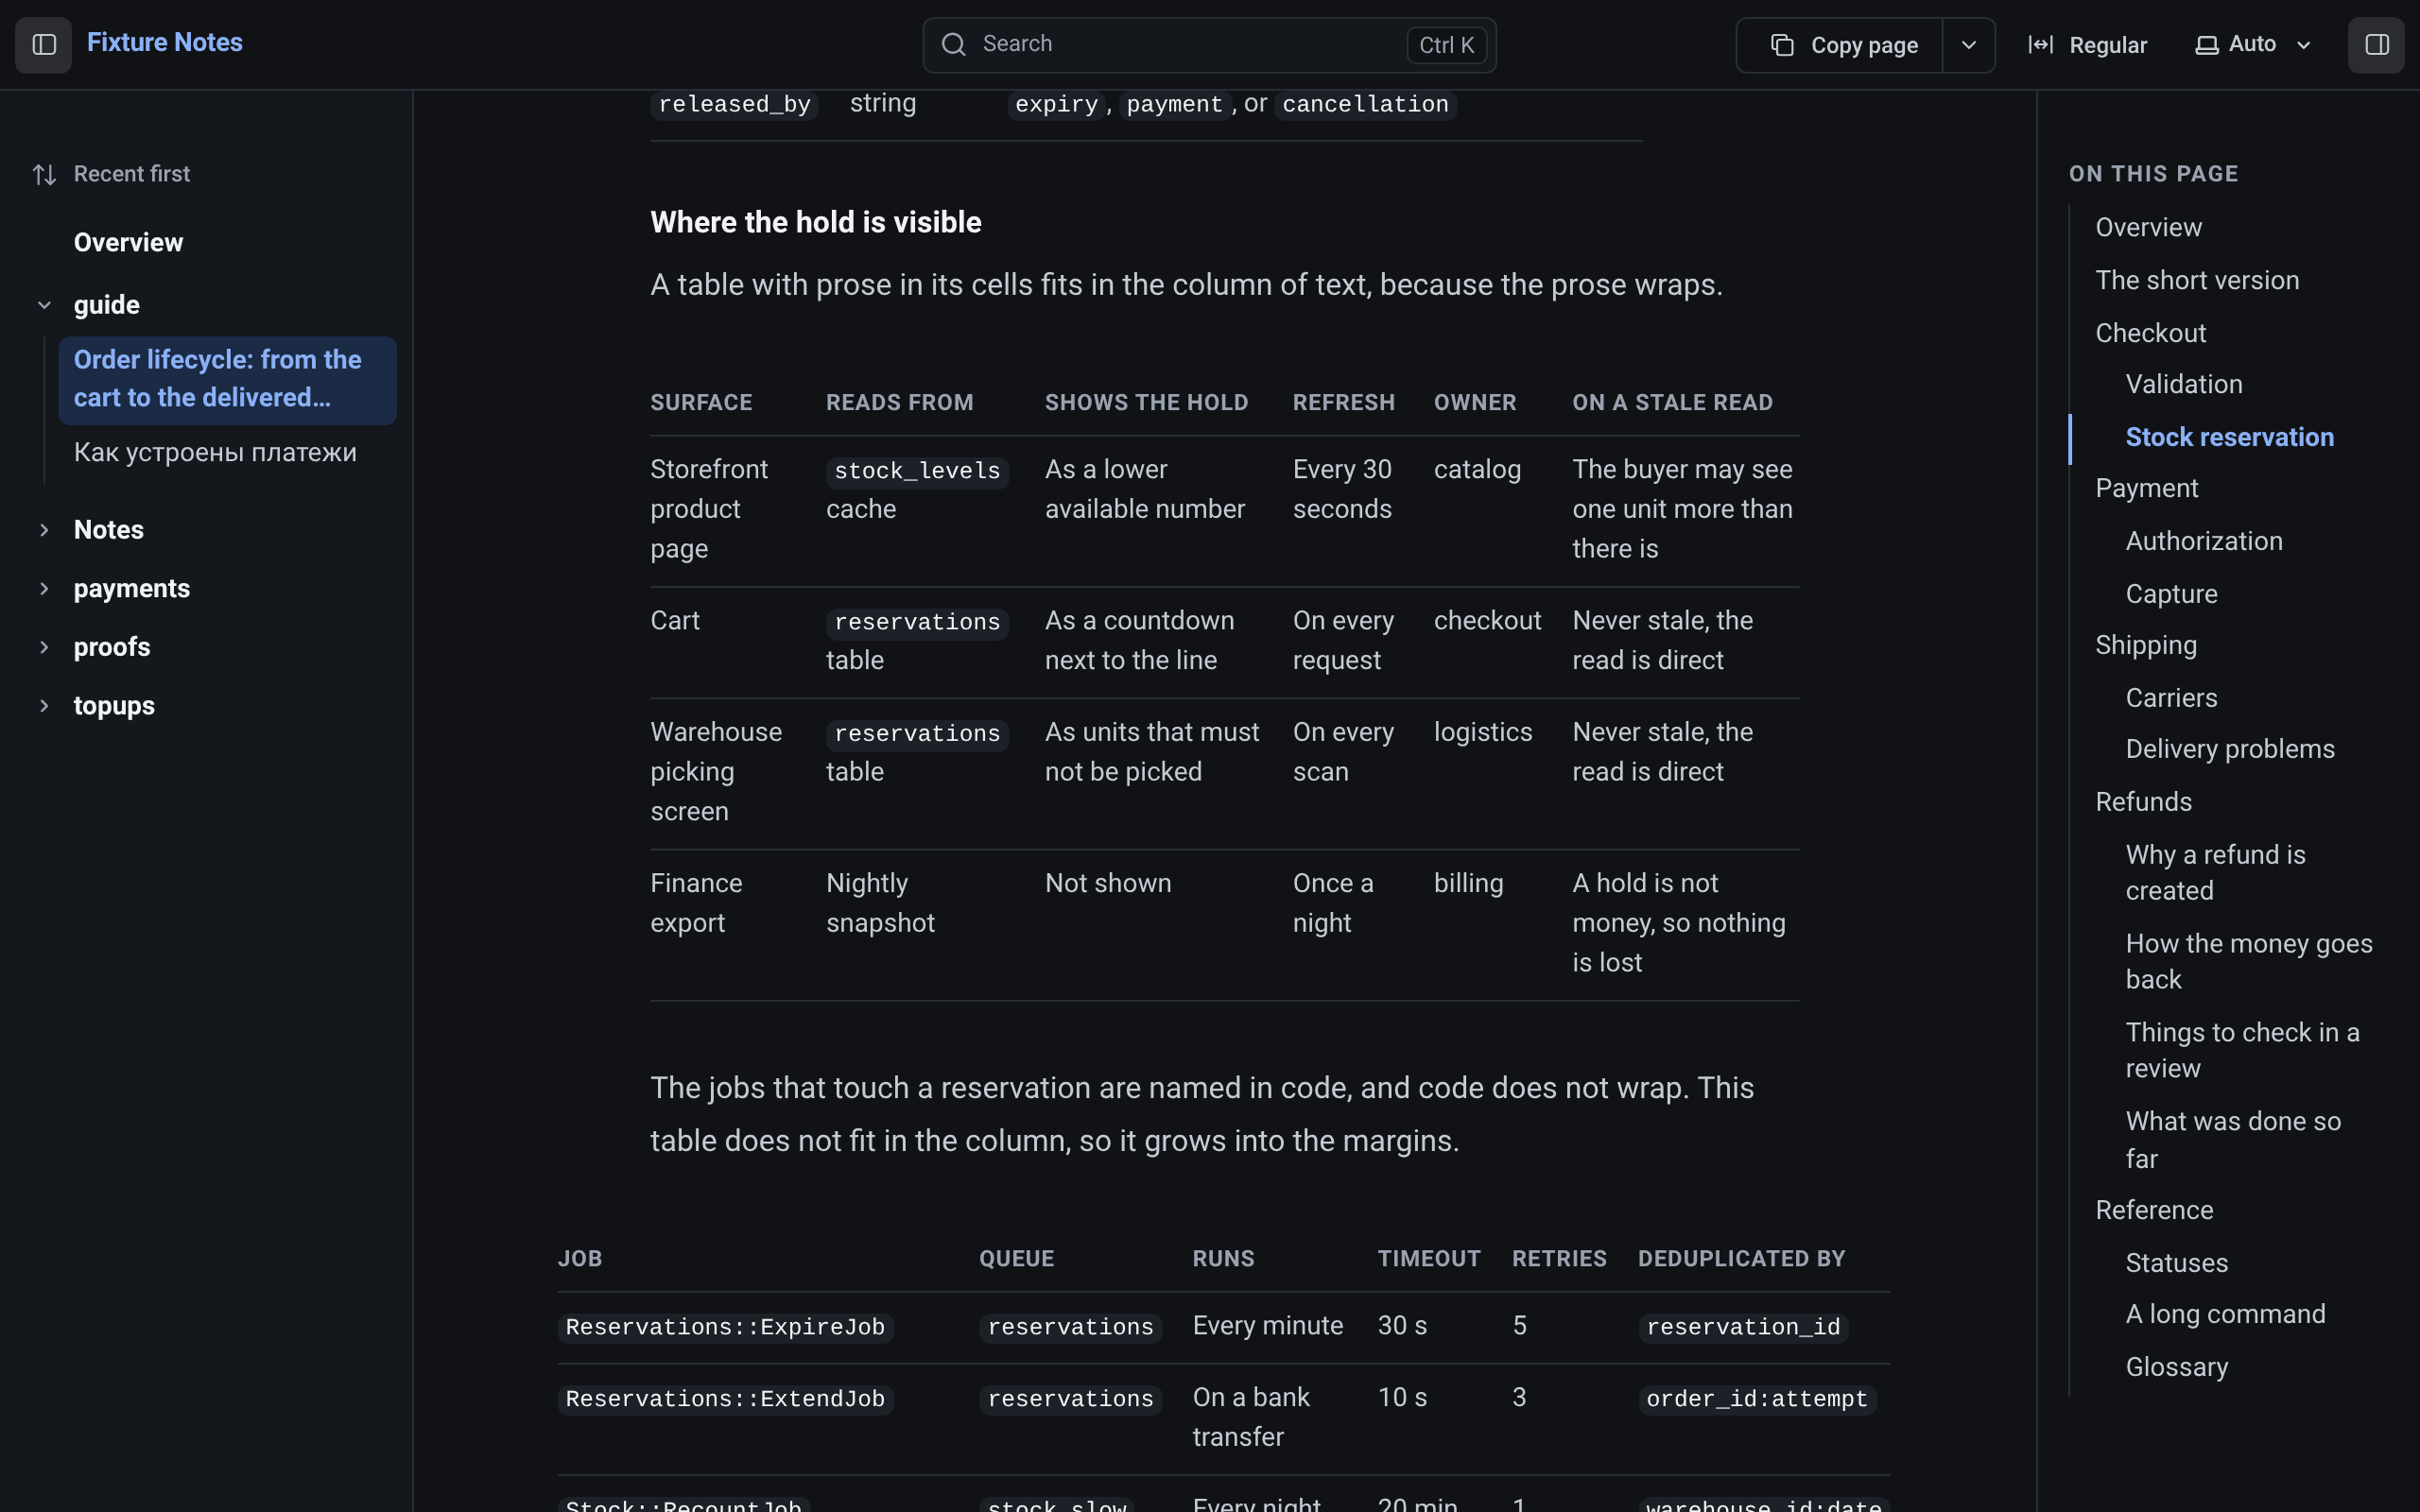 Fixture Notes
Search
Ctrl K
Copy page
Regular
Auto
Recent first
Overview
guide
Order lifecycle: from the
cart to the delivered…
Как устроены платежи
Notes
payments
proofs
topups
released_by string expiry, payment, or cancellation
Where the hold is visible
A table with prose in its cells fits in the column of text, because the prose wraps.
SURFACE READS FROM SHOWS THE HOLD REFRESH OWNER ON A STALE READ
Storefront stock_levels As a lower Every 30 catalog The buyer may see
product cache available number seconds one unit more than
page there is
Cart reservations As a countdown On every checkout Never stale, the
table next to the line request read is direct
Warehouse reservations As units that must On every logistics Never stale, the
picking table not be picked scan read is direct
screen
Finance Nightly Not shown Once a billing A hold is not
export snapshot night money, so nothing
is lost
The jobs that touch a reservation are named in code, and code does not wrap. This
table does not fit in the column, so it grows into the margins.
JOB QUEUE RUNS TIMEOUT RETRIES DEDUPLICATED BY
Reservations::ExpireJob reservations Every minute 30 s 5 reservation_id
Reservations::ExtendJob reservations On a bank 10 s 3 order_id:attempt
transfer
Stock::RecountJob stock_slow Every night 20 min 1 warehouse_id:date
ON THIS PAGE
Overview
The short version
Checkout
Validation
Stock reservation
Payment
Authorization
Capture
Shipping
Carriers
Delivery problems
Refunds
Why a refund is
created
How the money goes
back
Things to check in a
review
What was done so
far
Reference
Statuses
A long command
Glossary